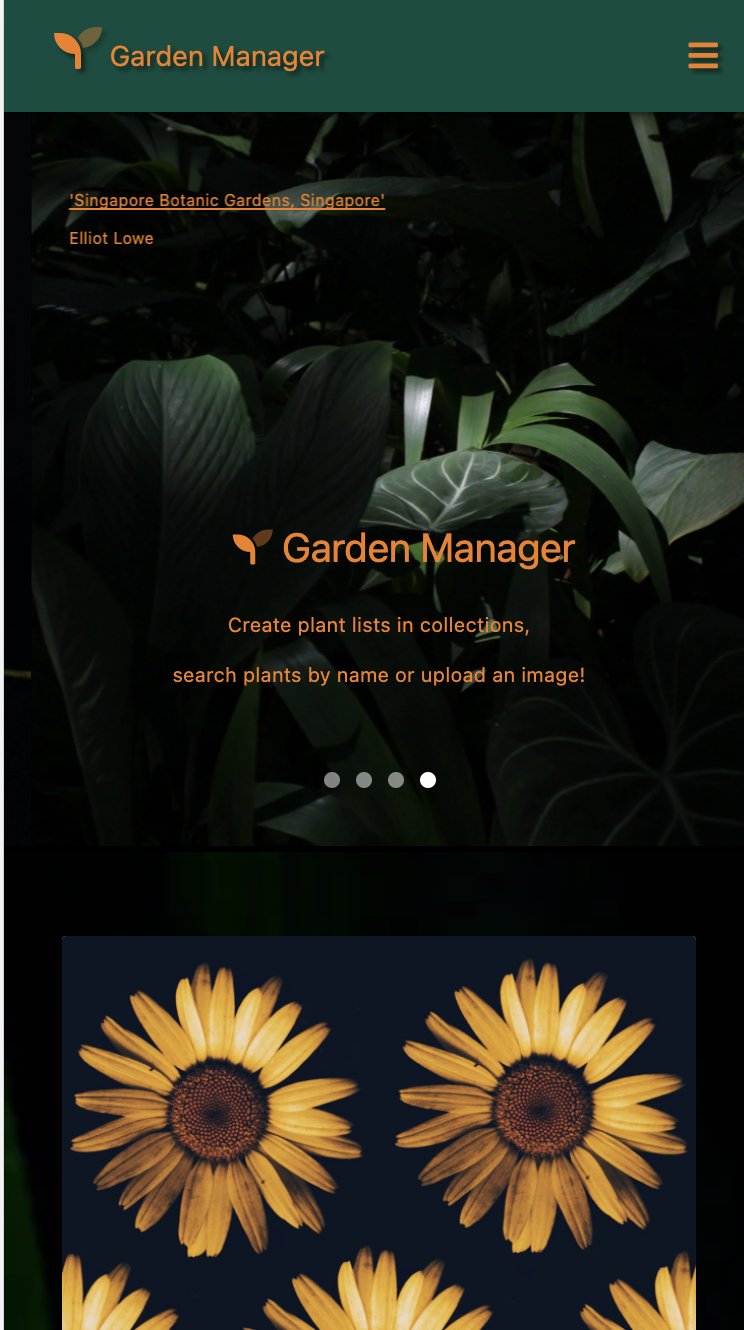 Garden Manager
'Singapore Botanic Gardens, Singapore'
Elliot Lowe
Garden Manager
Create plant lists in collections,
search plants by name or upload an image!